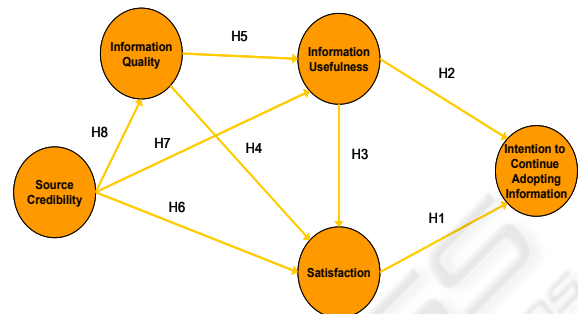 Information
Quality
H5
Information
Usefulness
H2
H8
H7
H4
H3
Intention to
Continue
Adopting
Information
Source
Credibility
H6
H1
Satisfaction